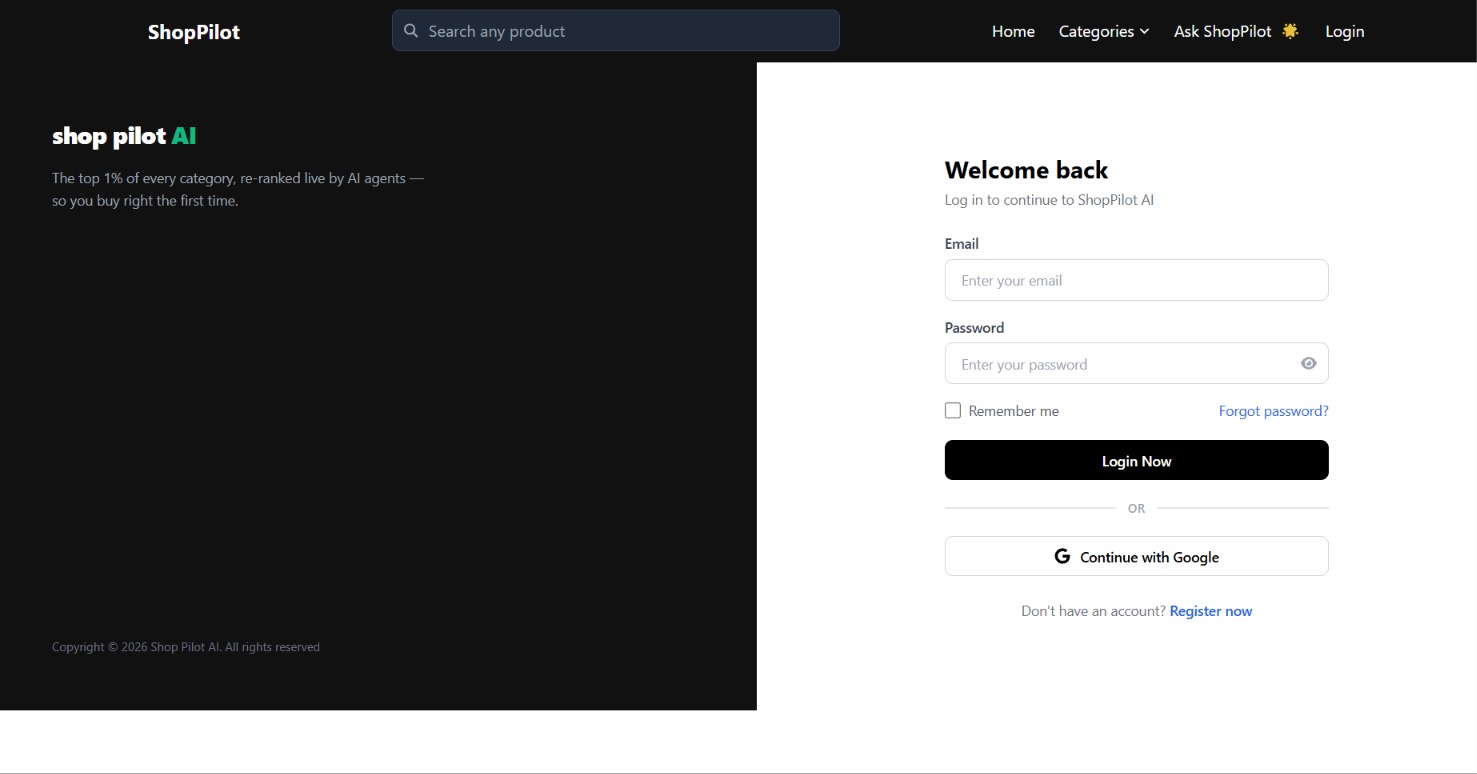 ShopPilot
Search any product
Home
Categories
Ask ShopPilot
Login
shop pilot AI
The top 1% of every category, re-ranked live by AI agents —
so you buy right the first time.
Copyright © 2026 Shop Pilot AI. All rights reserved
Welcome back
Log in to continue to ShopPilot AI
Email
Enter your email
Password
Enter your password
Remember me
Forgot password?
Login Now
OR
Continue with Google
Don't have an account? Register now